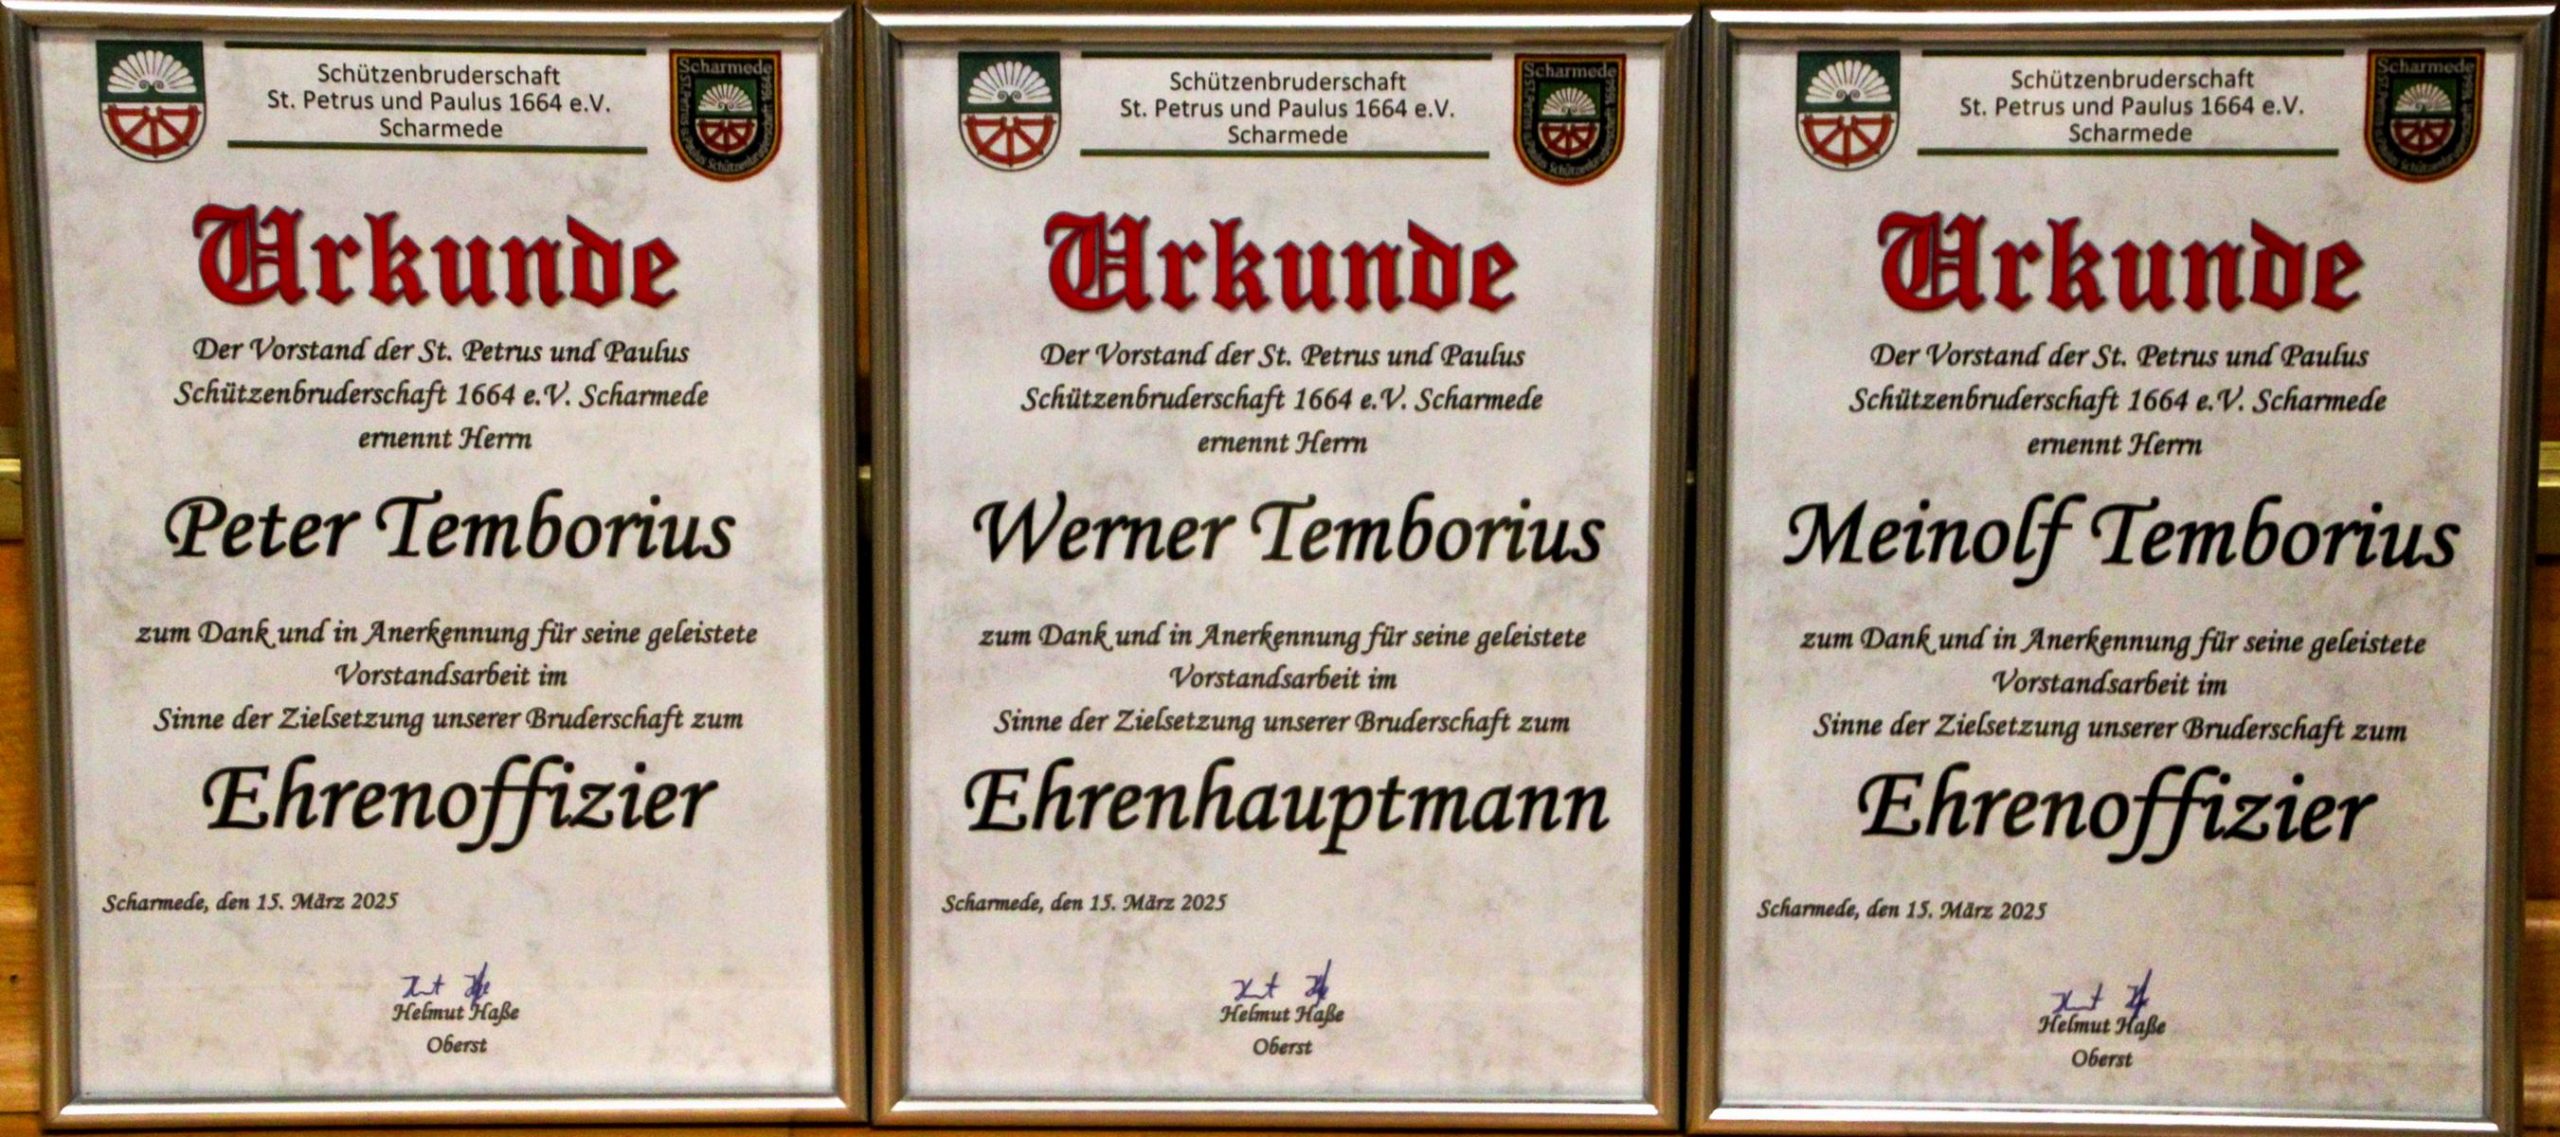 Schützenbruderschaft
St. Petrus und Paulus 1664 e.V.
Scharmede
Scharmede
Urkunde
Der Vorstand der St. Petrus und Paulus
Schützenbruderschaft 1664 e.V. Scharmede
ernennt Herrn
Peter Temborius
zum Dank und in Anerkennung für seine geleistete
Vorstandsarbeit im
Sinne der Zielsetzung unserer Bruderschaft zum
Ehrenoffizier
Scharmede, den 15. März 2025
Helmut Haße
Oberst
Schützenbruderschaft
St. Petrus und Paulus 1664 e.V.
Scharmede
Scharmede
Urkunde
Der Vorstand der St. Petrus und Paulus
Schützenbruderschaft 1664 e.V. Scharmede
ernennt Herrn
Werner Temborius
zum Dank und in Anerkennung für seine geleistete
Vorstandsarbeit im
Sinne der Zielsetzung unserer Bruderschaft zum
Ehrenhauptmann
Scharmede, den 15. März 2025
Helmut Haße
Oberst
Schützenbruderschaft
St. Petrus und Paulus 1664 e.V.
Scharmede
Scharmede
Urkunde
Der Vorstand der St. Petrus und Paulus
Schützenbruderschaft 1664 e.V. Scharmede
ernennt Herrn
Meinolf Temborius
zum Dank und in Anerkennung für seine geleistete
Vorstandsarbeit im
Sinne der Zielsetzung unserer Bruderschaft zum
Ehrenoffizier
Scharmede, den 15. März 2025
Helmut Haße
Oberst